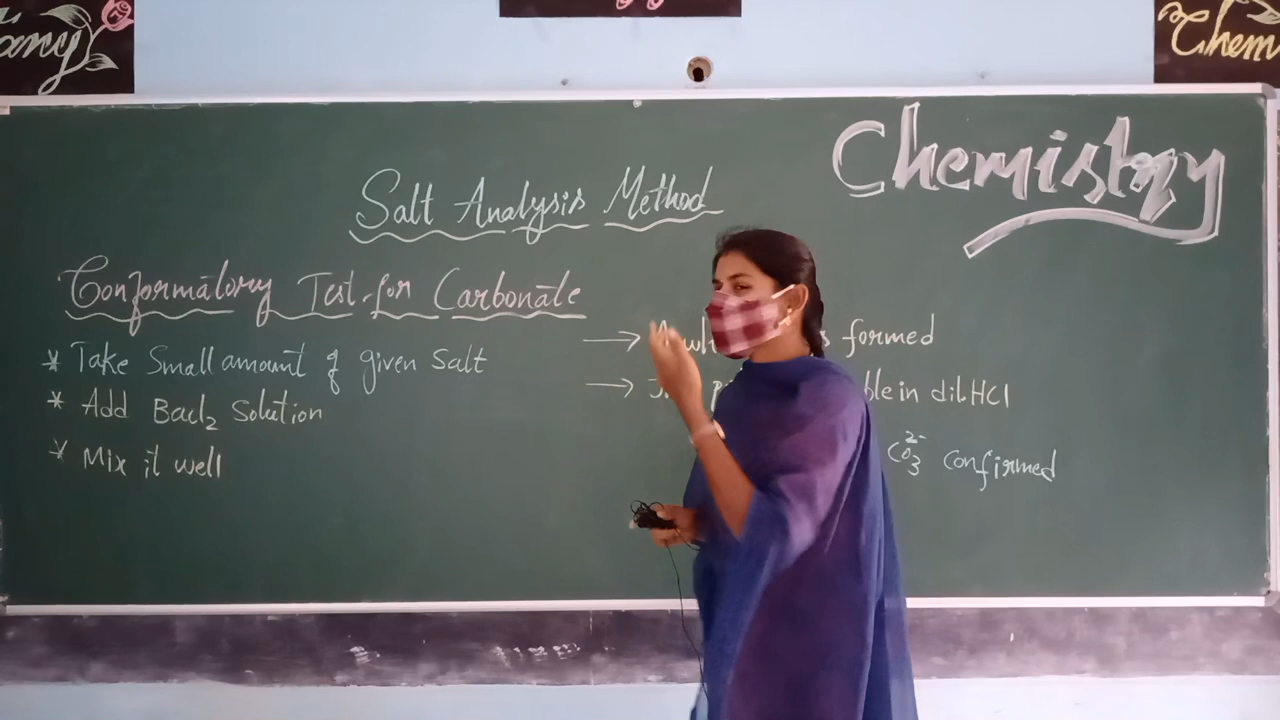 Chem
Chemistry
Salt Analysis Method
Conformatory Test for Carbonate
* Take Small amount of given Salt
* Add Bacl2 Solution
* Mix it well
→ A formed
→ in dil.HCl
CO3 2- confirmed